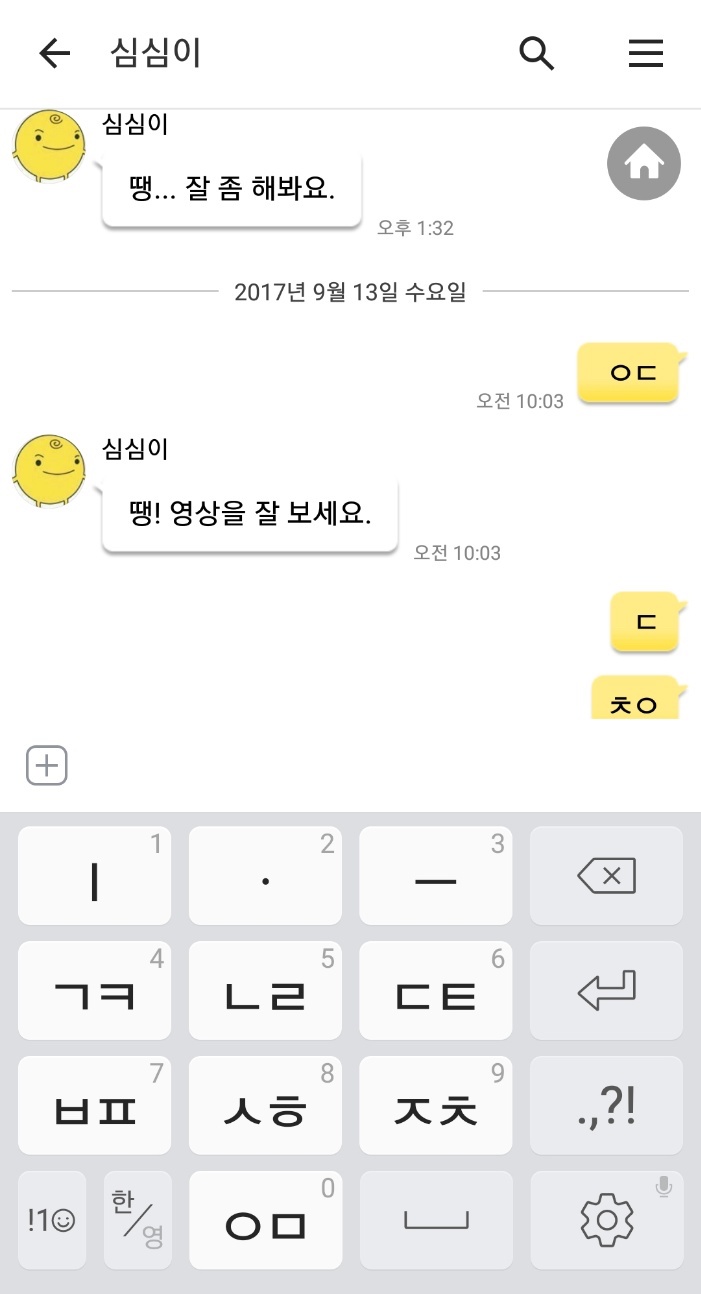 심심이
심심이
땡... 잘 좀 해봐요.
오후 1:32
2017년 9월 13일 수요일
ㅇㄷ
오전 10:03
심심이
땡! 영상을 잘 보세요.
오전 10:03
ㄷ
ㅊㅇ
ㅣ 1 · 2 ㅡ 3
ㄱㅋ 4 ㄴㄹ 5 ㄷㅌ 6
ㅂㅍ 7 ㅅㅎ 8 ㅈㅊ 9 .,?!
!1☺ 한/영 ㅇㅁ 0